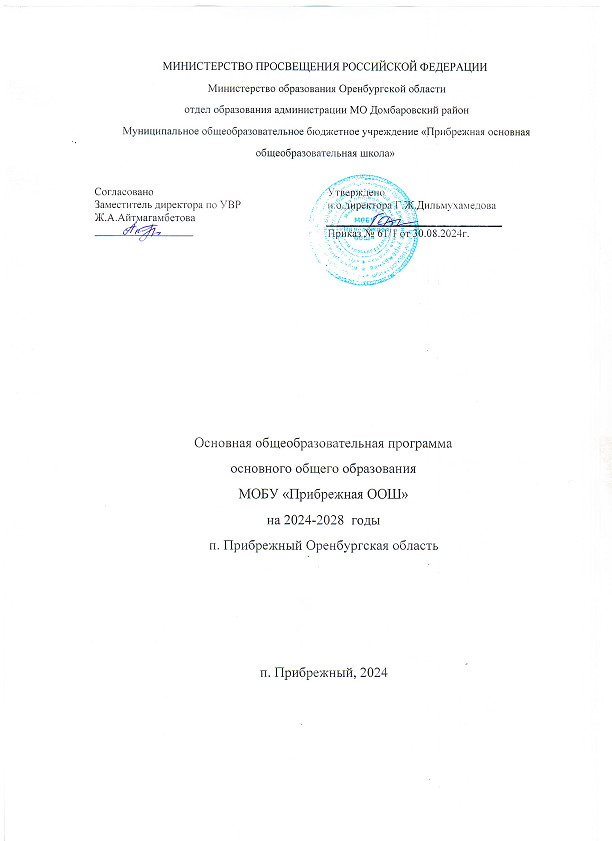 МИНИСТЕРСТВО ПРОСВЕЩЕНИЯ РОССИЙСКОЙ ФЕДЕРАЦИИ
Министерство образования Оренбургской области
отдел образования администрации МО Домбаровский район
Муниципальное общеобразовательное бюджетное учреждение «Прибрежная основная
общеобразовательная школа»
Согласовано
Заместитель директора по УВР
Ж.А.Айтмагамбетова
Утверждено
и.о.директора Г.Ж.Дильмухамедова
МОБУ
Приказ № 61/1 от 30.08.2024г.
Основная общеобразовательная программа
основного общего образования
МОБУ «Прибрежная ООШ»
на 2024-2028 годы
п. Прибрежный Оренбургская область
п. Прибрежный, 2024